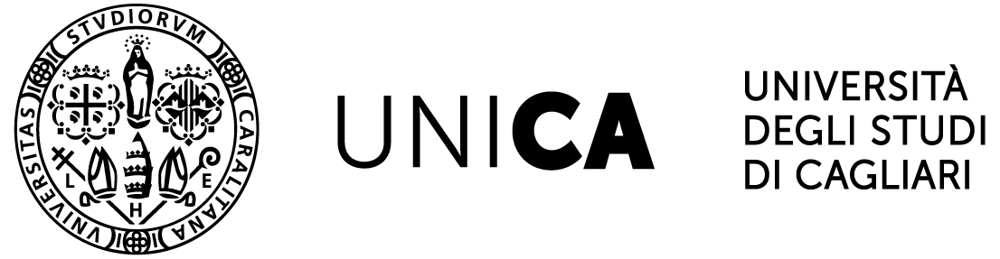 VNIVERSITAS STVDIORVM CARALITANA
L
E
H
UNICA
UNIVERSITÀ
DEGLI STUDI
DI CAGLIARI